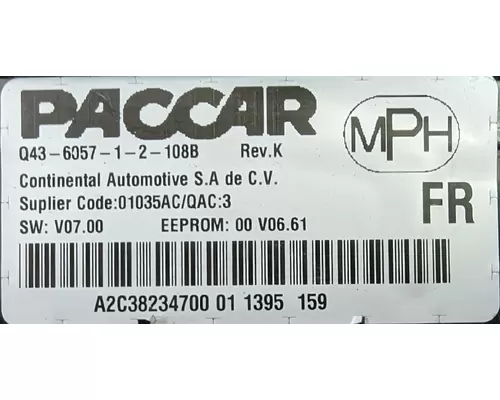 PACCAR
Q43-6057-1-2-108B Rev.K
MPH
Continental Automotive S.A de C.V.
Suplier Code:01035AC/QAC:3
FR
SW: V07.00 EEPROM: 00 V06.61
A2C38234700 01 1395 159